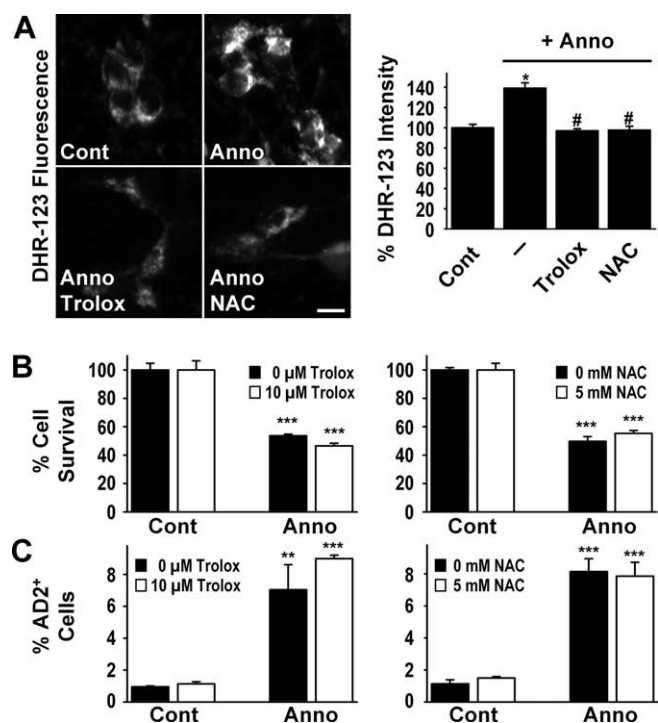 A
DHR-123 Fluorescence
Cont
Anno
Anno
Trolox
Anno
NAC
+ Anno
% DHR-123 Intensity
140
120
100
80
60
40
20
0
*
#
#
Cont
–
Trolox
NAC
B
% Cell
Survival
100
80
60
40
20
0
0 µM Trolox
10 µM Trolox
***
***
Cont
Anno
100
80
60
40
20
0
0 mM NAC
5 mM NAC
***
***
Cont
Anno
C
% AD2⁺
Cells
8
6
4
2
0
0 µM Trolox
10 µM Trolox
**
***
Cont
Anno
8
6
4
2
0
0 mM NAC
5 mM NAC
***
***
Cont
Anno